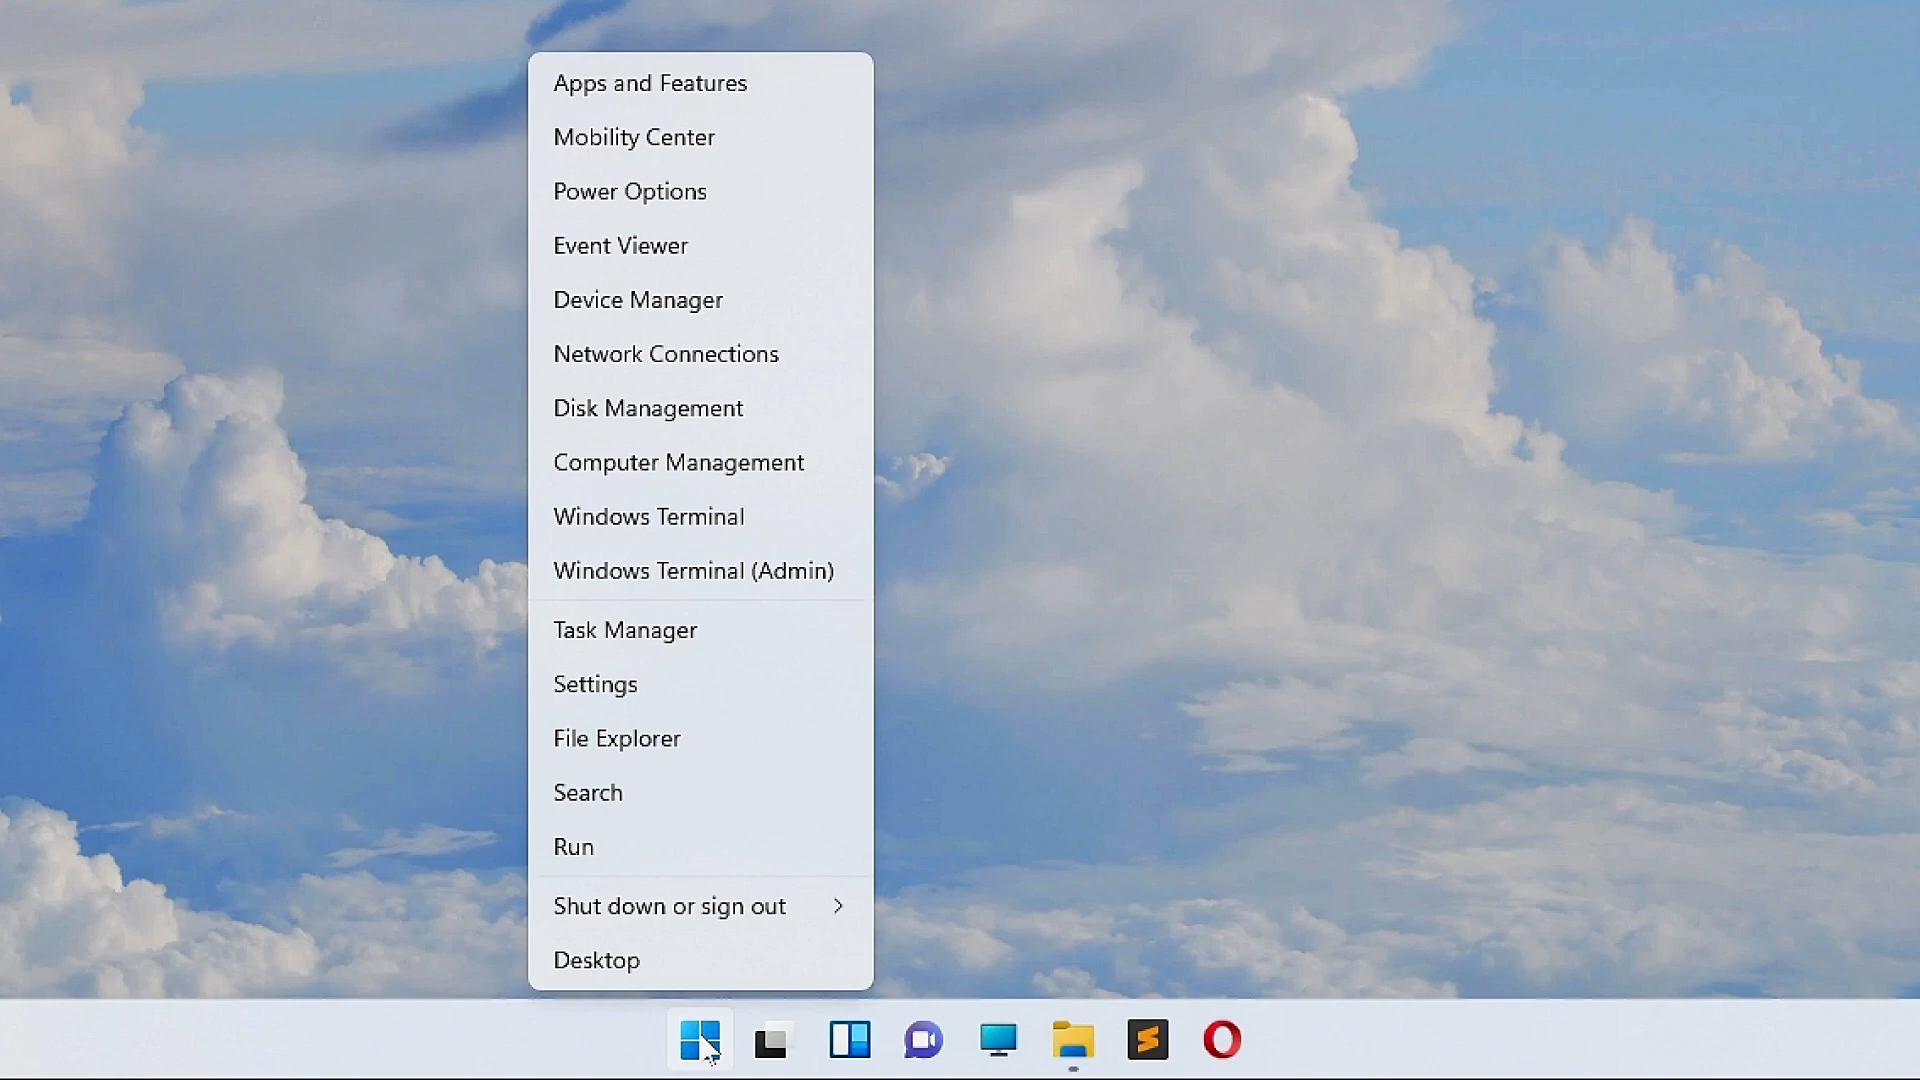 Apps and Features
Mobility Center
Power Options
Event Viewer
Device Manager
Network Connections
Disk Management
Computer Management
Windows Terminal
Windows Terminal (Admin)
Task Manager
Settings
File Explorer
Search
Run
Shut down or sign out
Desktop